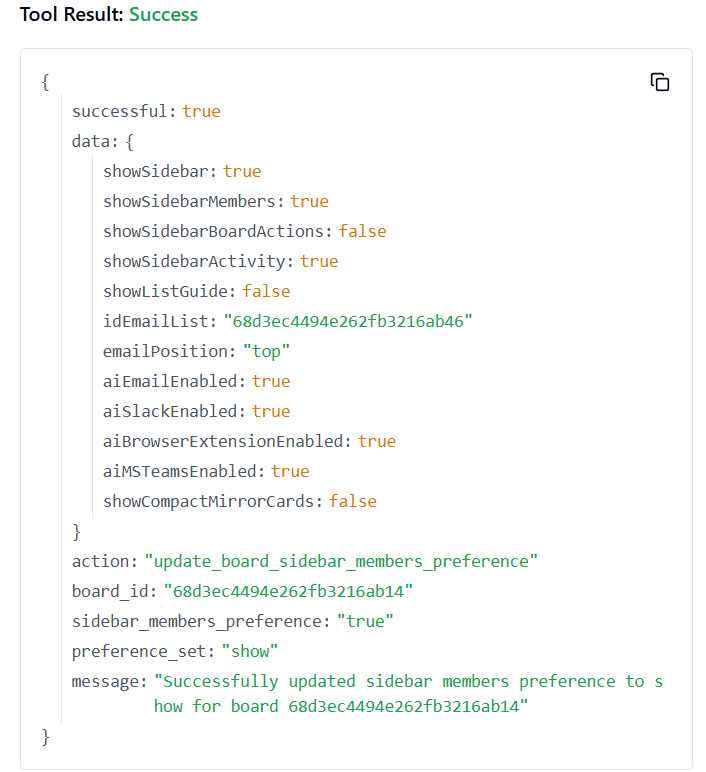 Tool Result: Success
{
successful: true
data: {
showSidebar: true
showSidebarMembers: true
showSidebarBoardActions: false
showSidebarActivity: true
showListGuide: false
idEmailList: "68d3ec4494e262fb3216ab46"
emailPosition: "top"
aiEmailEnabled: true
aiSlackEnabled: true
aiBrowserExtensionEnabled: true
aiMSTeamsEnabled: true
showCompactMirrorCards: false
}
action: "update_board_sidebar_members_preference"
board_id: "68d3ec4494e262fb3216ab14"
sidebar_members_preference: "true"
preference_set: "show"
message: "Successfully updated sidebar members preference to s
how for board 68d3ec4494e262fb3216ab14"
}